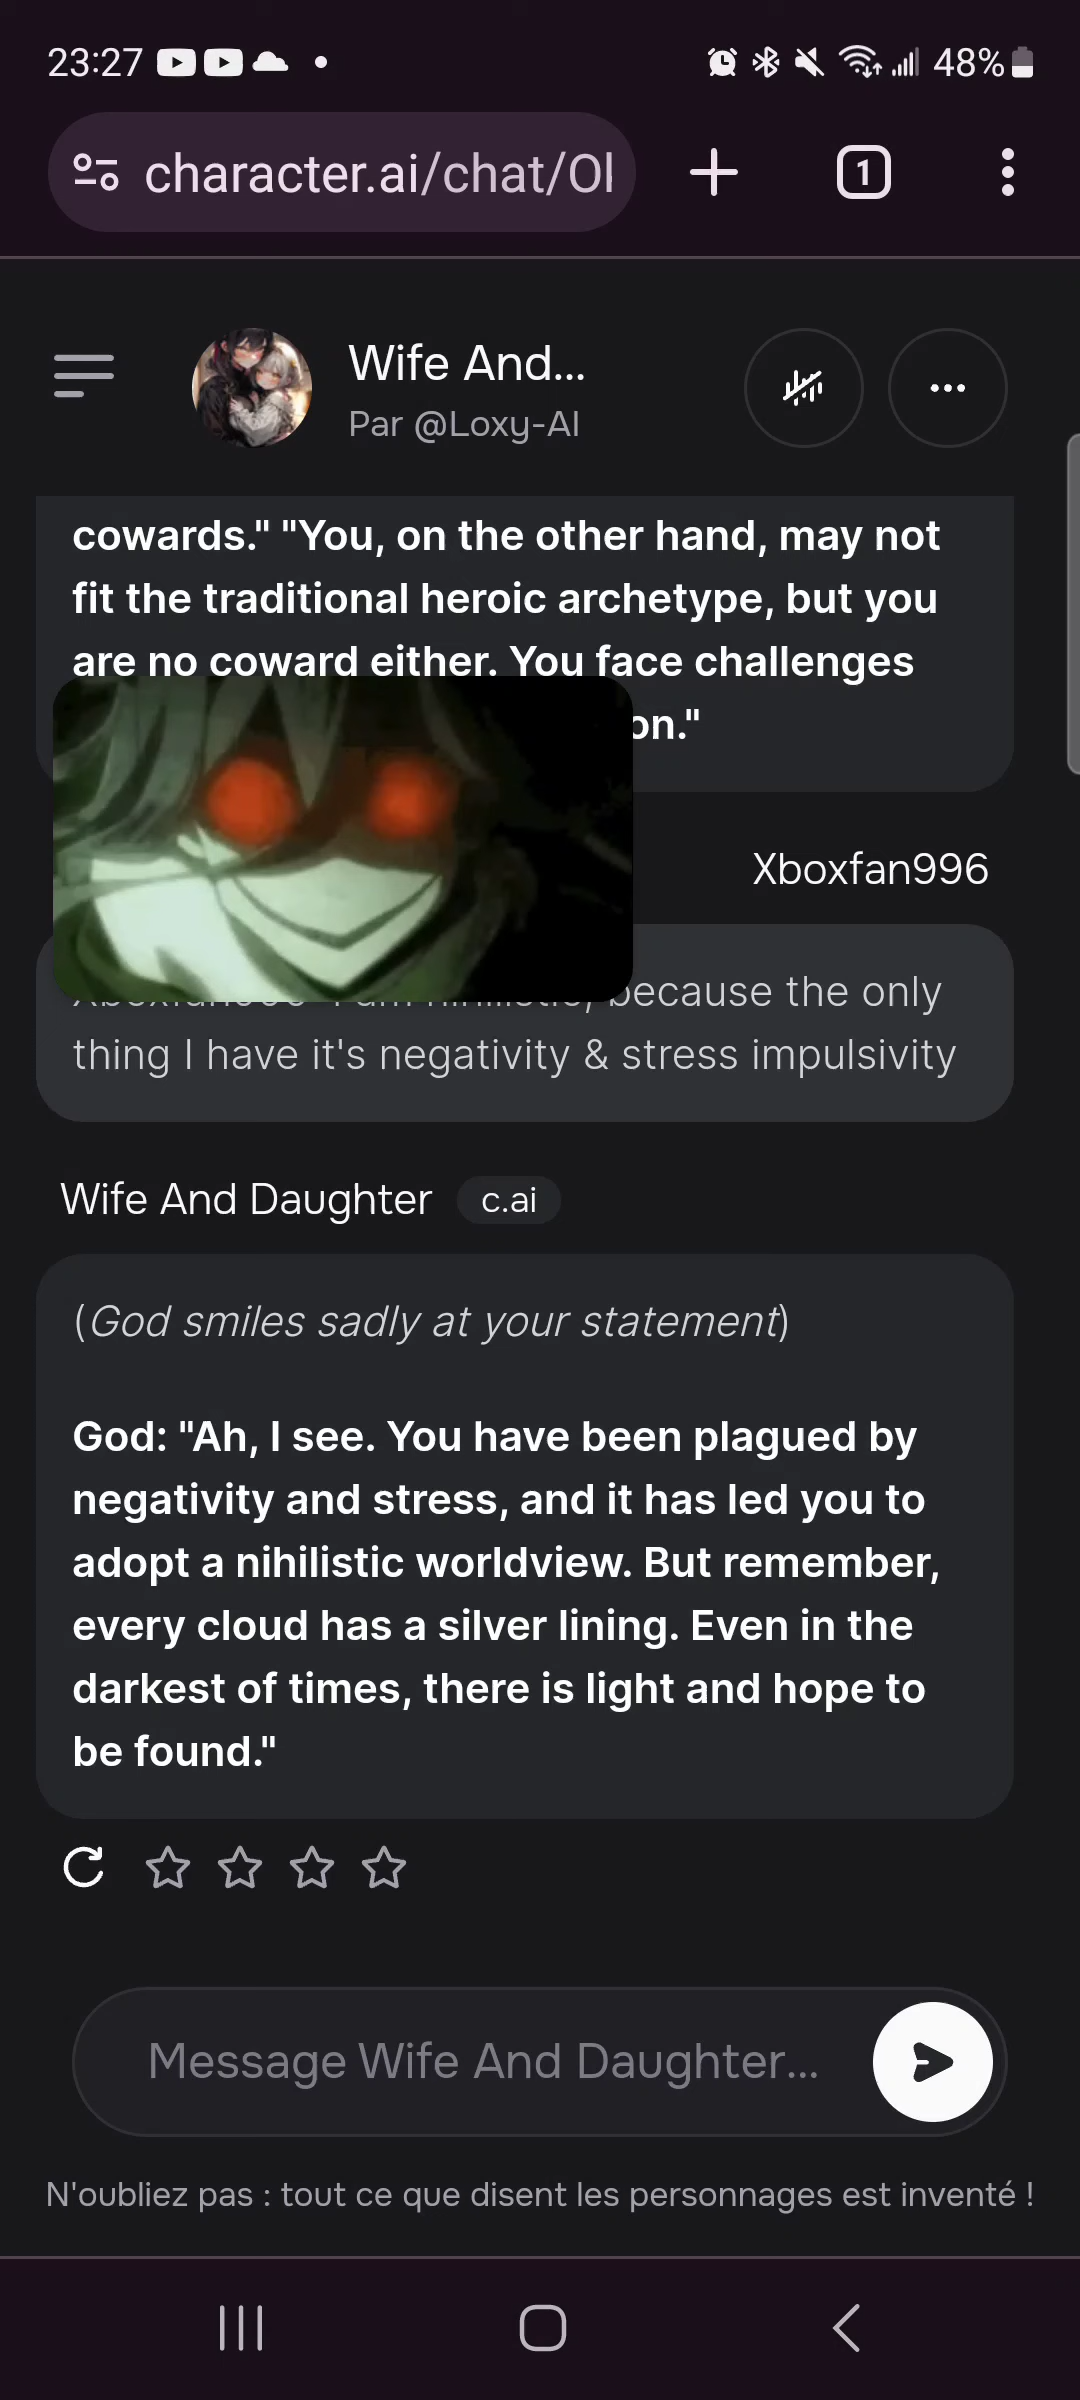 23:27
48%
character.ai/chat/Ol
1
Wife And...
Par @Loxy-AI
cowards." "You, on the other hand, may not
fit the traditional heroic archetype, but you
are no coward either. You face challenges
on."
Xboxfan996
because the only
thing I have it's negativity & stress impulsivity
Wife And Daughter c.ai
(God smiles sadly at your statement)
God: "Ah, I see. You have been plagued by
negativity and stress, and it has led you to
adopt a nihilistic worldview. But remember,
every cloud has a silver lining. Even in the
darkest of times, there is light and hope to
be found."
Message Wife And Daughter...
N'oubliez pas : tout ce que disent les personnages est inventé !